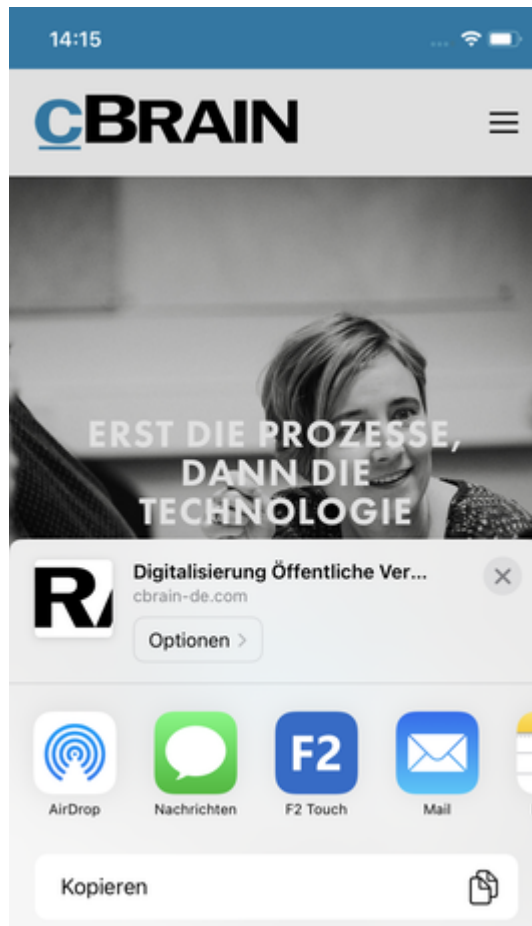 14:15
cBRAIN
ERST DIE PROZESSE,
DANN DIE
TECHNOLOGIE
RA
Digitalisierung Öffentliche Ver...
cbrain-de.com
Optionen >
F2
AirDrop
Nachrichten
F2 Touch
Mail
Kopieren